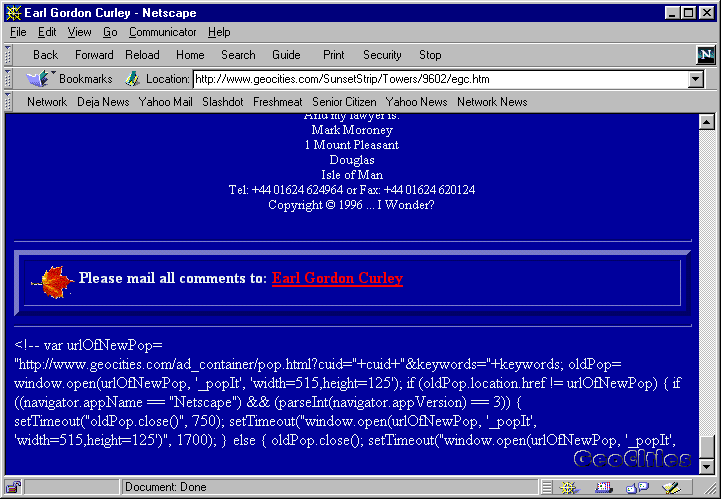 Earl Gordon Curley - Netscape
File Edit View Go Communicator Help
Back Forward Reload Home Search Guide Print Security Stop
N
Bookmarks Location: http://www.geocities.com/SunsetStrip/Towers/9602/egc.htm
Network Deja News Yahoo Mail Slashdot Freshmeat Senior Citizen Yahoo News Network News
And my lawyer is:
Mark Moroney
1 Mount Pleasant
Douglas
Isle of Man
Tel: +44 01624 624964 or Fax: +44 01624 620124
Copyright © 1996 ... I Wonder?
Please mail all comments to: Earl Gordon Curley
<!-- var urlOfNewPop=
"http://www.geocities.com/ad_container/pop.html?cuid="+cuid+"&keywords="+keywords; oldPop=
window.open(urlOfNewPop, '_popIt', 'width=515,height=125'); if (oldPop.location.href != urlOfNewPop) { if
((navigator.appName == "Netscape") && (parseInt(navigator.appVersion) == 3)) {
setTimeout("oldPop.close()", 750); setTimeout("window.open(urlOfNewPop, '_popIt',
'width=515,height=125')", 1700); } else { oldPop.close(); setTimeout("window.open(urlOfNewPop, '_popIt',
GeoCities
Document: Done